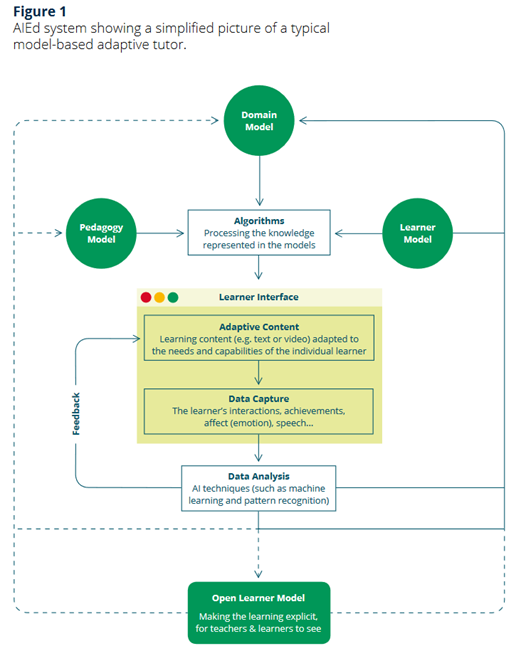 Figure 1
AIEd system showing a simplified picture of a typical
model-based adaptive tutor.
Domain
Model
Pedagogy
Model
Algorithms
Processing the knowledge
represented in the models
Learner
Model
Learner Interface
Adaptive Content
Learning content (e.g. text or video) adapted to
the needs and capabilities of the individual learner
Data Capture
The learner's interactions, achievements,
affect (emotion), speech...
Feedback
Data Analysis
AI techniques (such as machine
learning and pattern recognition)
Open Learner Model
Making the learning explicit,
for teachers & learners to see